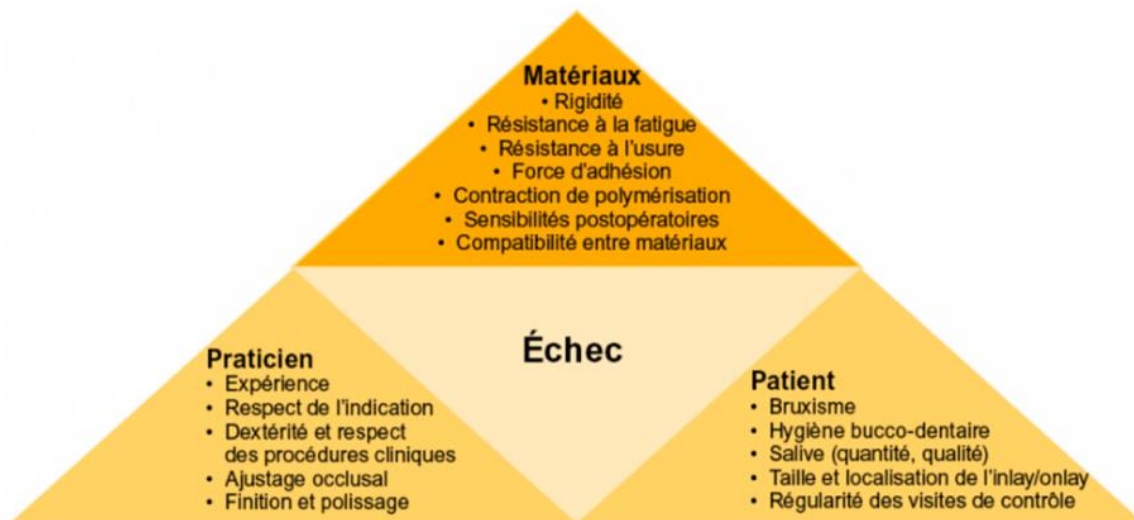 Matériaux
• Rigidité
• Résistance à la fatigue
• Résistance à l'usure
• Force d'adhésion
• Contraction de polymérisation
• Sensibilités postopératoires
• Compatibilité entre matériaux
Échec
Praticien
• Expérience
• Respect de l'indication
• Dextérité et respect
des procédures cliniques
• Ajustage occlusal
• Finition et polissage
Patient
• Bruxisme
• Hygiène bucco-dentaire
• Salive (quantité, qualité)
• Taille et localisation de l'inlay/onlay
• Régularité des visites de contrôle